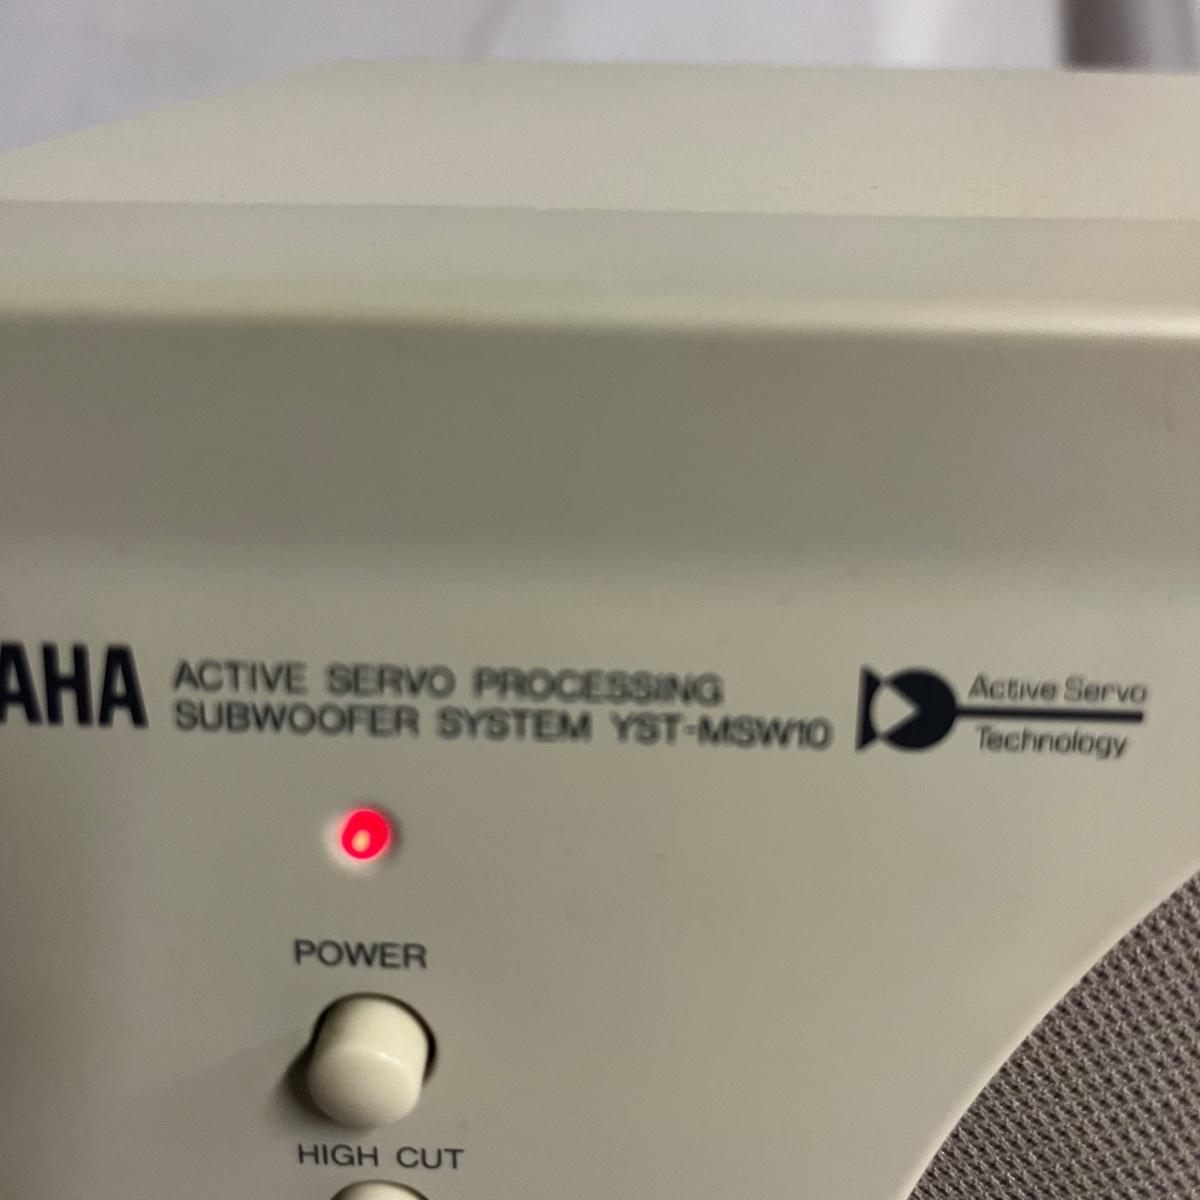 AHA
ACTIVE SERVO PROCESSING
SUBWOOFER SYSTEM YST-MSW10
Active Servo
Technology
POWER
HIGH CUT